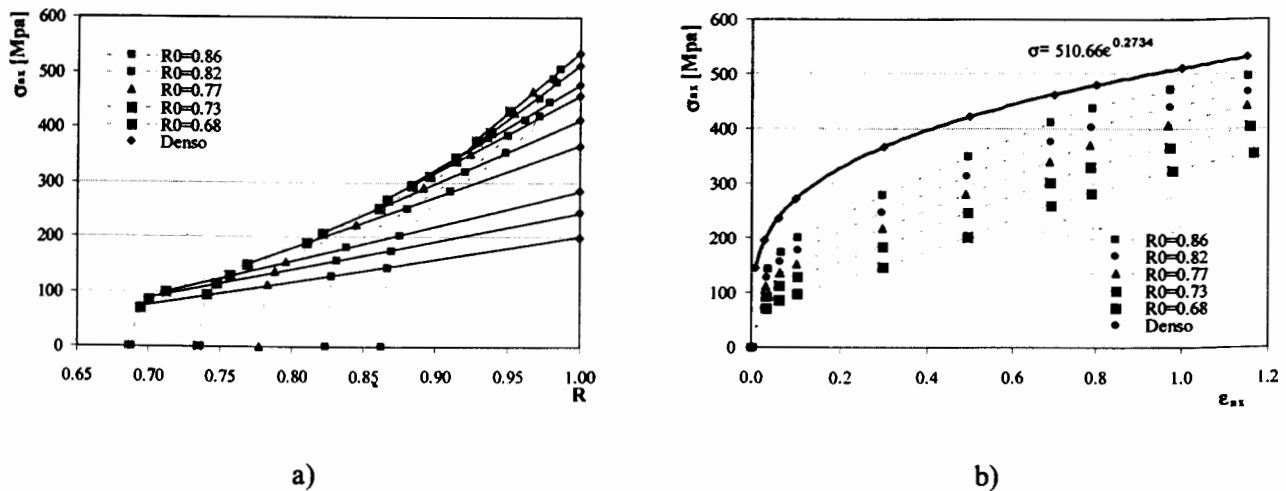 σax [Mpa]
600
500
400
300
200
100
0
R0=0.86
R0=0.82
R0=0.77
R0=0.73
R0=0.68
Denso
0.65 0.70 0.75 0.80 0.85 0.90 0.95 1.00
R
a)
σax [Mpa]
600
500
400
300
200
100
0
σ= 510.66ε^0.2734
R0=0.86
R0=0.82
R0=0.77
R0=0.73
R0=0.68
Denso
0.0 0.2 0.4 0.6 0.8 1.0 1.2
εax
b)